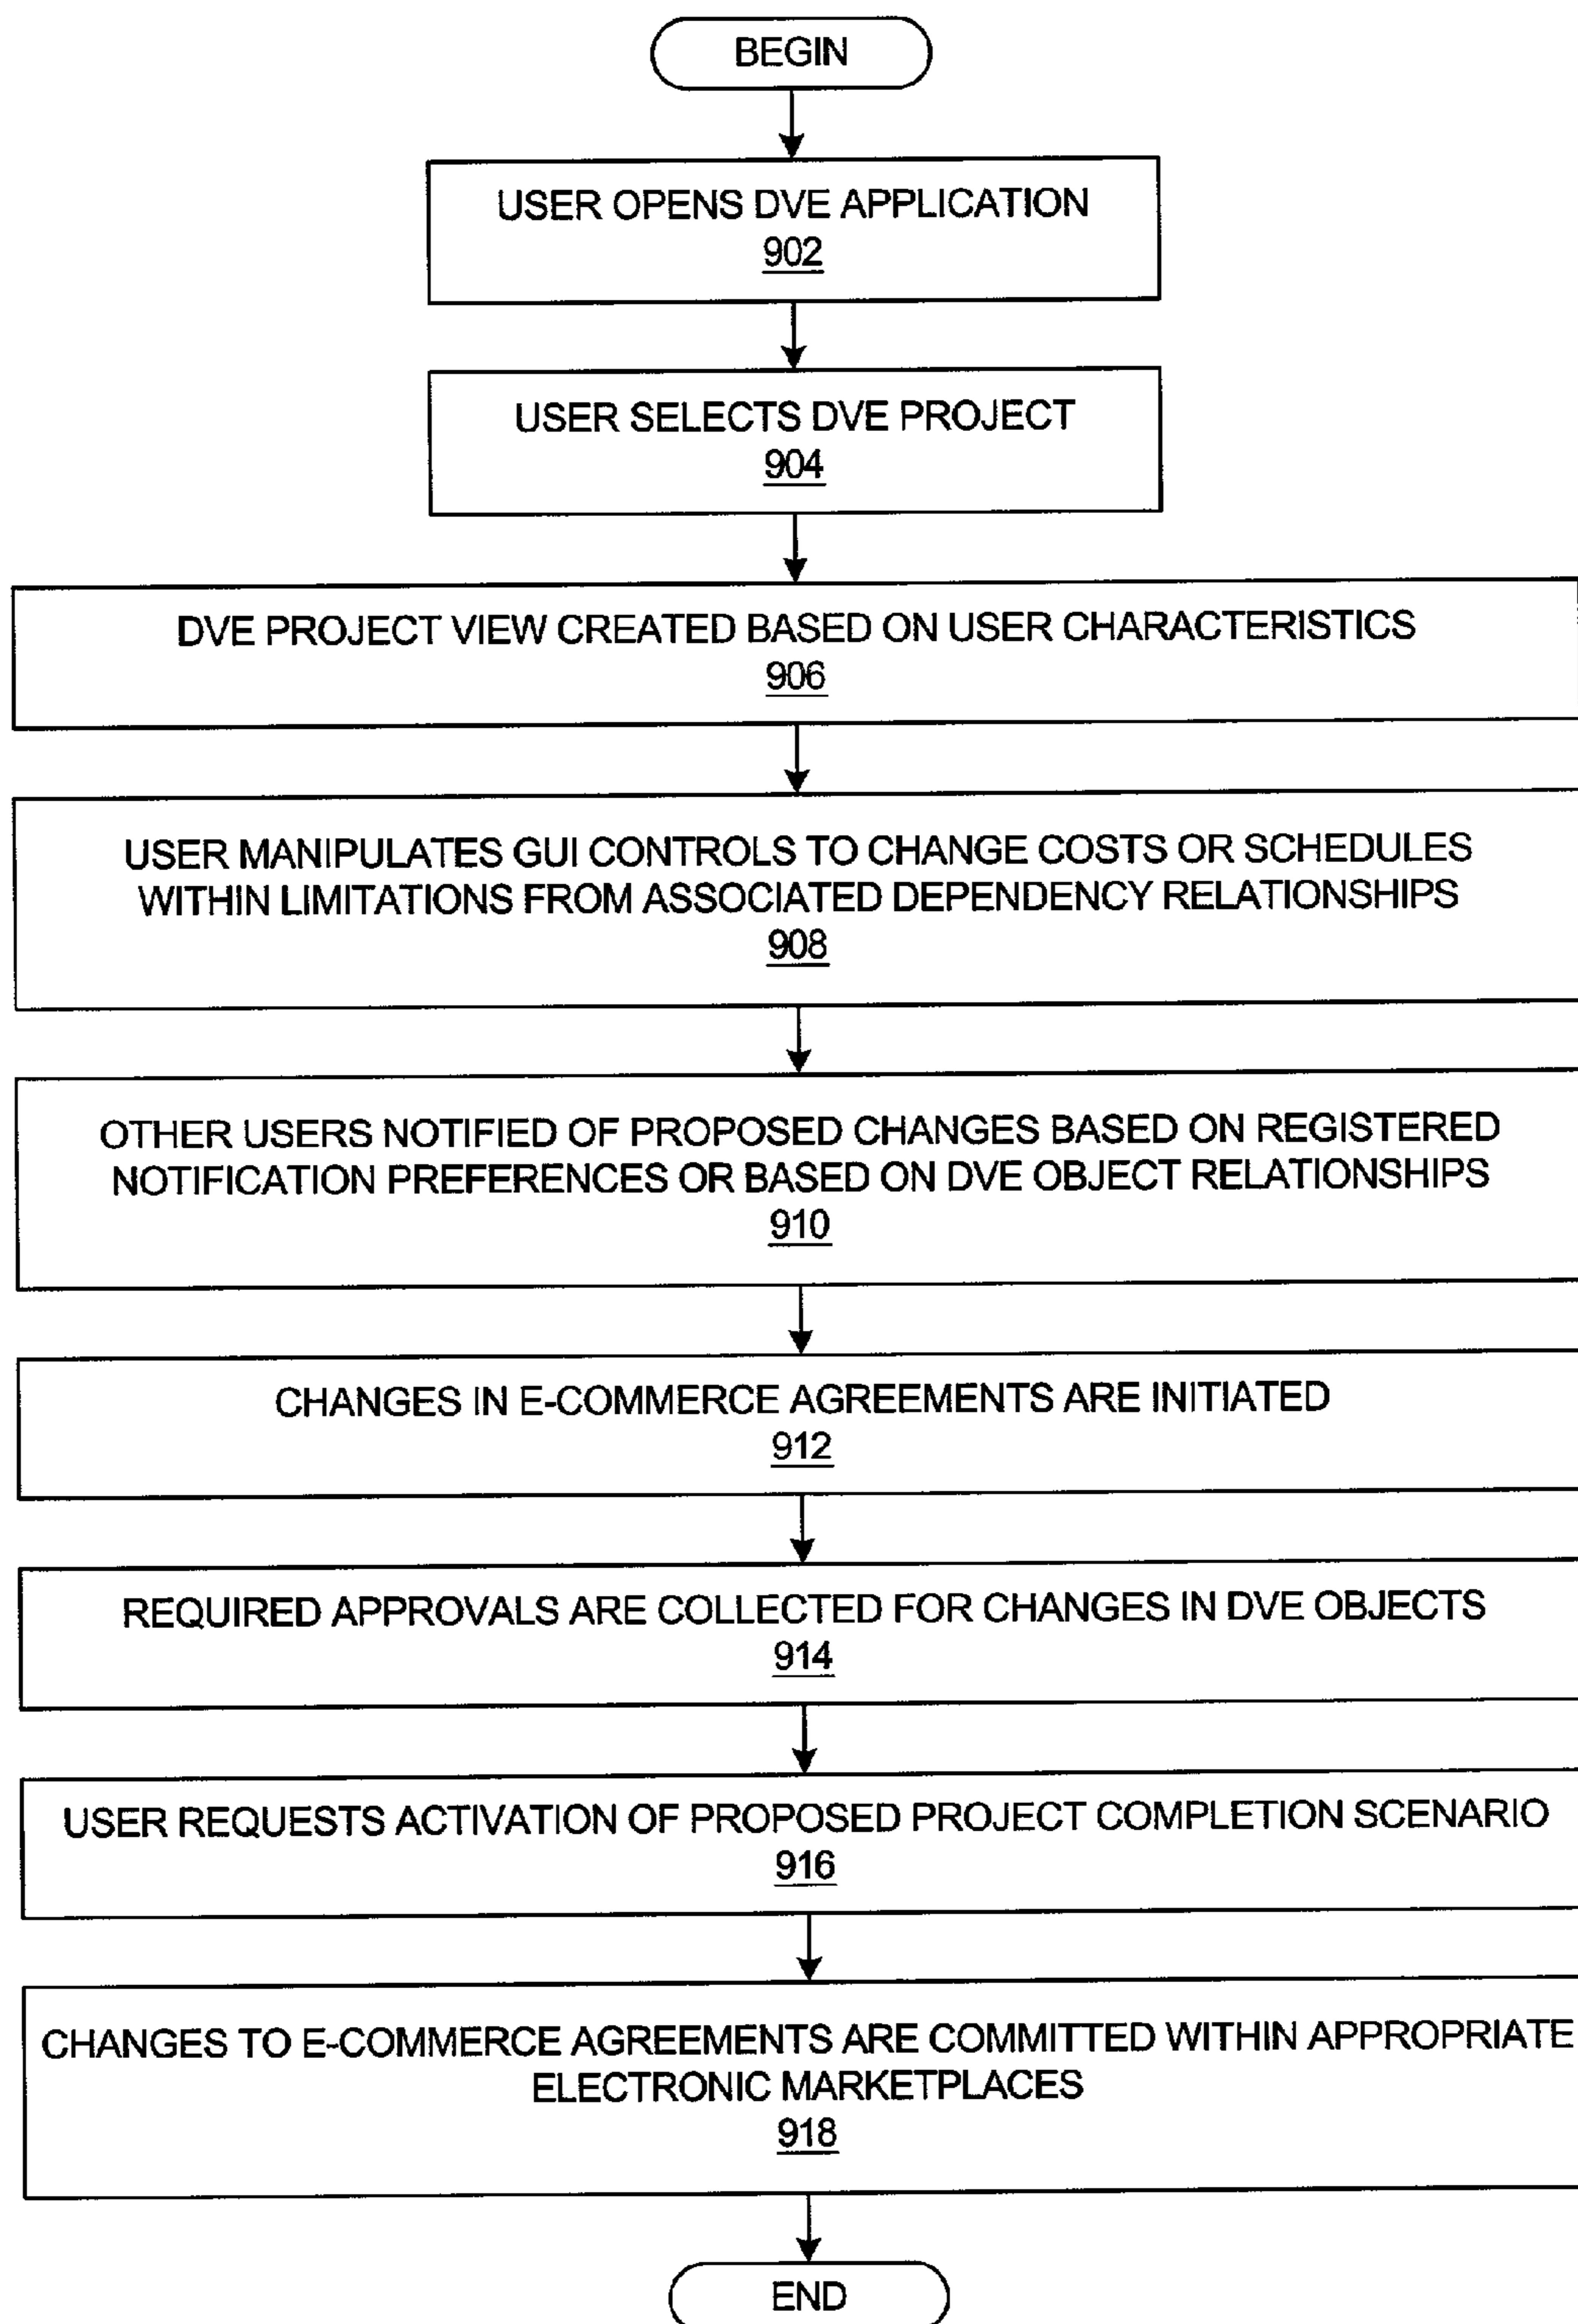 BEGIN
USER OPENS DVE APPLICATION
902
USER SELECTS DVE PROJECT
904
DVE PROJECT VIEW CREATED BASED ON USER CHARACTERISTICS
906
USER MANIPULATES GUI CONTROLS TO CHANGE COSTS OR SCHEDULES
WITHIN LIMITATIONS FROM ASSOCIATED DEPENDENCY RELATIONSHIPS
908
OTHER USERS NOTIFIED OF PROPOSED CHANGES BASED ON REGISTERED
NOTIFICATION PREFERENCES OR BASED ON DVE OBJECT RELATIONSHIPS
910
CHANGES IN E-COMMERCE AGREEMENTS ARE INITIATED
912
REQUIRED APPROVALS ARE COLLECTED FOR CHANGES IN DVE OBJECTS
914
USER REQUESTS ACTIVATION OF PROPOSED PROJECT COMPLETION SCENARIO
916
CHANGES TO E-COMMERCE AGREEMENTS ARE COMMITTED WITHIN APPROPRIATE
ELECTRONIC MARKETPLACES
918
END